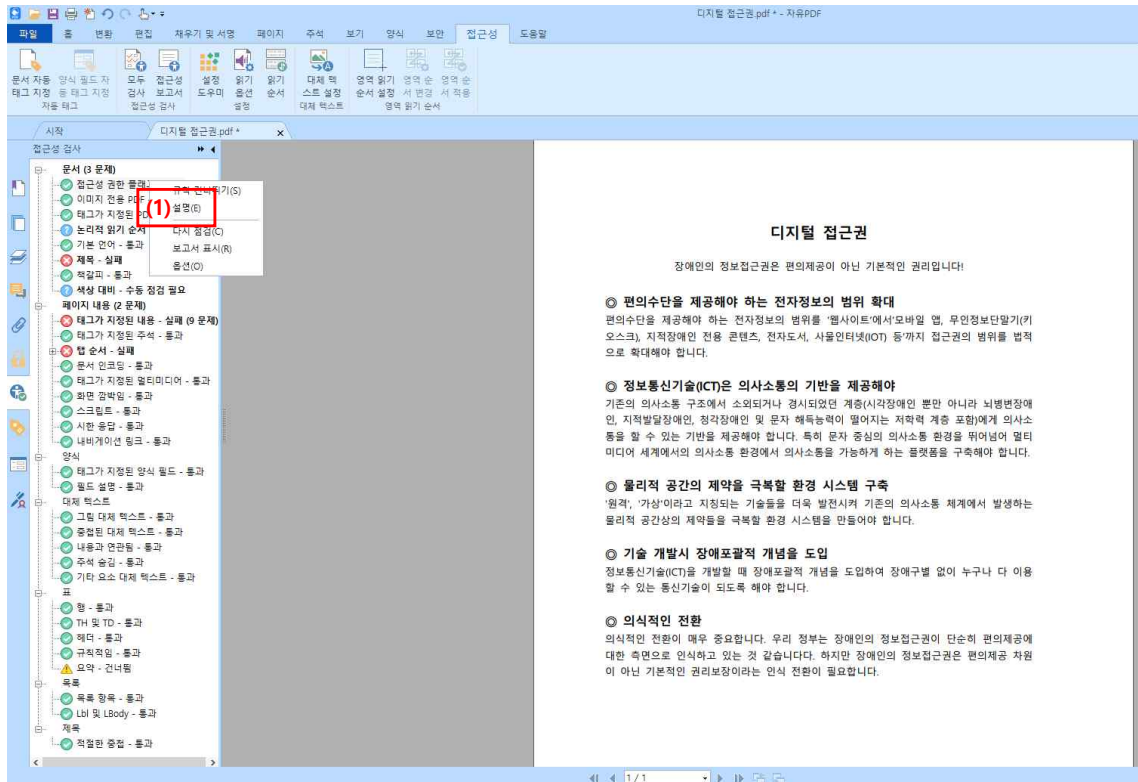 디지털 접근권.pdf * - 자유PDF
파일 홈 변환 편집 채우기 및 서명 페이지 주석 보기 양식 보안 접근성 도움말
문서 자동 태그 지정
양식 필드 자동 태그 지정
모두 검사
접근성 보고서
설정 도우미
읽기 옵션
읽기 순서
대체 텍스트 설정
영역 읽기 순서 설정
영역 순서 변경
영역 순서 적용
자동 태그 접근성 검사 설정 대체 텍스트 영역 읽기 순서
시작 디지털 접근권.pdf * x
접근성 검사
문서 (3 문제)
접근성 권한 플래
이미지 전용 PDF
태그가 지정된 PD
논리적 읽기 순서
기본 언어 - 통과
제목 - 실패
책갈피 - 통과
색상 대비 - 수동 점검 필요
페이지 내용 (2 문제)
태그가 지정된 내용 - 실패 (9 문제)
태그가 지정된 주석 - 통과
탭 순서 - 실패
문서 인코딩 - 통과
태그가 지정된 멀티미디어 - 통과
화면 깜박임 - 통과
스크립트 - 통과
시한 응답 - 통과
내비게이션 링크 - 통과
양식
태그가 지정된 양식 필드 - 통과
필드 설명 - 통과
대체 텍스트
그림 대체 텍스트 - 통과
중첩된 대체 텍스트 - 통과
내용과 연관됨 - 통과
주석 숨김 - 통과
기타 요소 대체 텍스트 - 통과
표
행 - 통과
TH 및 TD - 통과
헤더 - 통과
규칙적임 - 통과
요약 - 건너뜀
목록
목록 항목 - 통과
Lbl 및 LBody - 통과
제목
적절한 중첩 - 통과
규칙 건너뛰기(S)
(1) 설명(E)
다시 점검(C)
보고서 표시(R)
옵션(O)
디지털 접근권
장애인의 정보접근권은 편의제공이 아닌 기본적인 권리입니다!
◎ 편의수단을 제공해야 하는 전자정보의 범위 확대
편의수단을 제공해야 하는 전자정보의 범위를 '웹사이트'에서'모바일 앱, 무인정보단말기(키
오스크), 지적장애인 전용 콘텐츠, 전자도서, 사물인터넷(IOT) 등'까지 접근권의 범위를 법적
으로 확대해야 합니다.
◎ 정보통신기술(ICT)은 의사소통의 기반을 제공해야
기존의 의사소통 구조에서 소외되거나 경시되었던 계층(시각장애인 뿐만 아니라 뇌병변장애
인, 지적발달장애인, 청각장애인 및 문자 해득능력이 떨어지는 저학력 계층 포함)에게 의사소
통을 할 수 있는 기반을 제공해야 합니다. 특히 문자 중심의 의사소통 환경을 뛰어넘어 멀티
미디어 세계에서의 의사소통 환경에서 의사소통을 가능하게 하는 플랫폼을 구축해야 합니다.
◎ 물리적 공간의 제약을 극복할 환경 시스템 구축
'원격', '가상'이라고 지칭되는 기술들을 더욱 발전시켜 기존의 의사소통 체계에서 발생하는
물리적 공간상의 제약들을 극복할 환경 시스템을 만들어야 합니다.
◎ 기술 개발시 장애포괄적 개념을 도입
정보통신기술(ICT)을 개발할 때 장애포괄적 개념을 도입하여 장애구별 없이 누구나 다 이용
할 수 있는 통신기술이 되도록 해야 합니다.
◎ 의식적인 전환
의식적인 전환이 매우 중요합니다. 우리 정부는 장애인의 정보접근권이 단순히 편의제공에
대한 측면으로 인식하고 있는 것 같습니다다. 하지만 장애인의 정보접근권은 편의제공 차원
이 아닌 기본적인 권리보장이라는 인식 전환이 필요합니다.
1 / 1